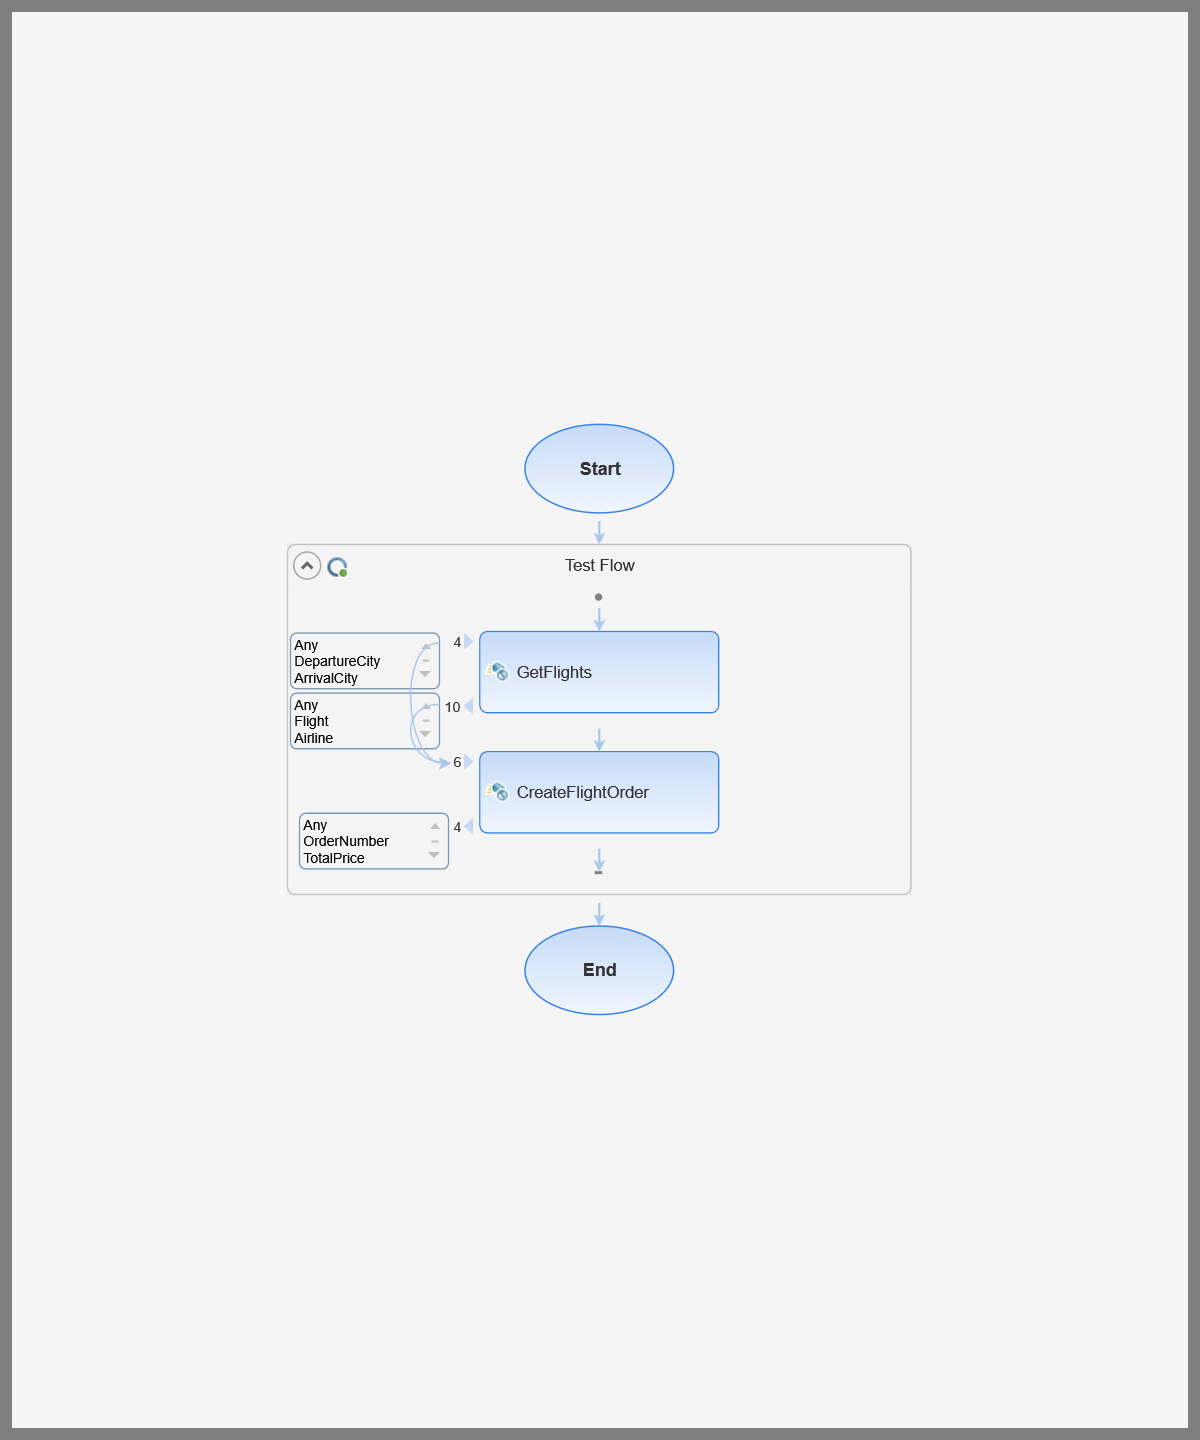 Start
Test Flow
Any
DepartureCity
ArrivalCity
4
GetFlights
Any
Flight
Airline
10
6
CreateFlightOrder
Any
OrderNumber
TotalPrice
4
End